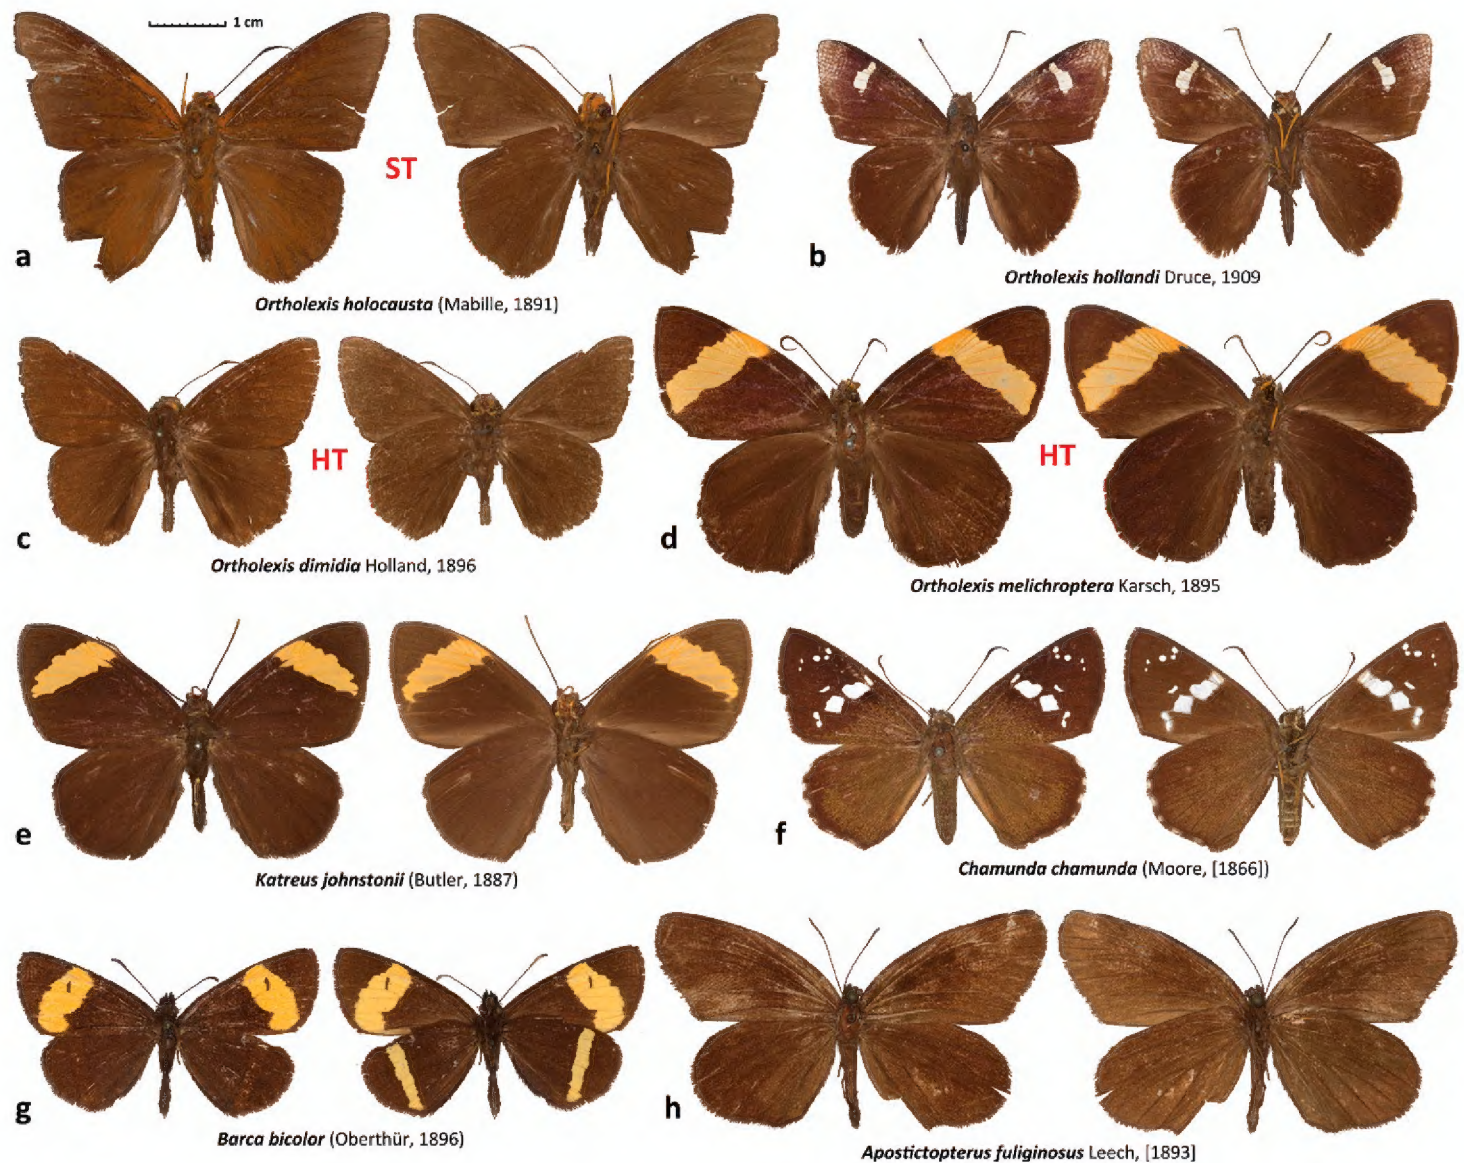 1 cm
ST
a
Ortholexis holocausta (Mabille, 1891)
b
Ortholexis hollandi Druce, 1909
HT
c
Ortholexis dimidia Holland, 1896
HT
d
Ortholexis melichroptera Karsch, 1895
e
Katreus johnstonii (Butler, 1887)
f
Chamunda chamunda (Moore, [1866])
g
Barca bicolor (Oberthür, 1896)
h
Apostictopterus fuliginosus Leech, [1893]